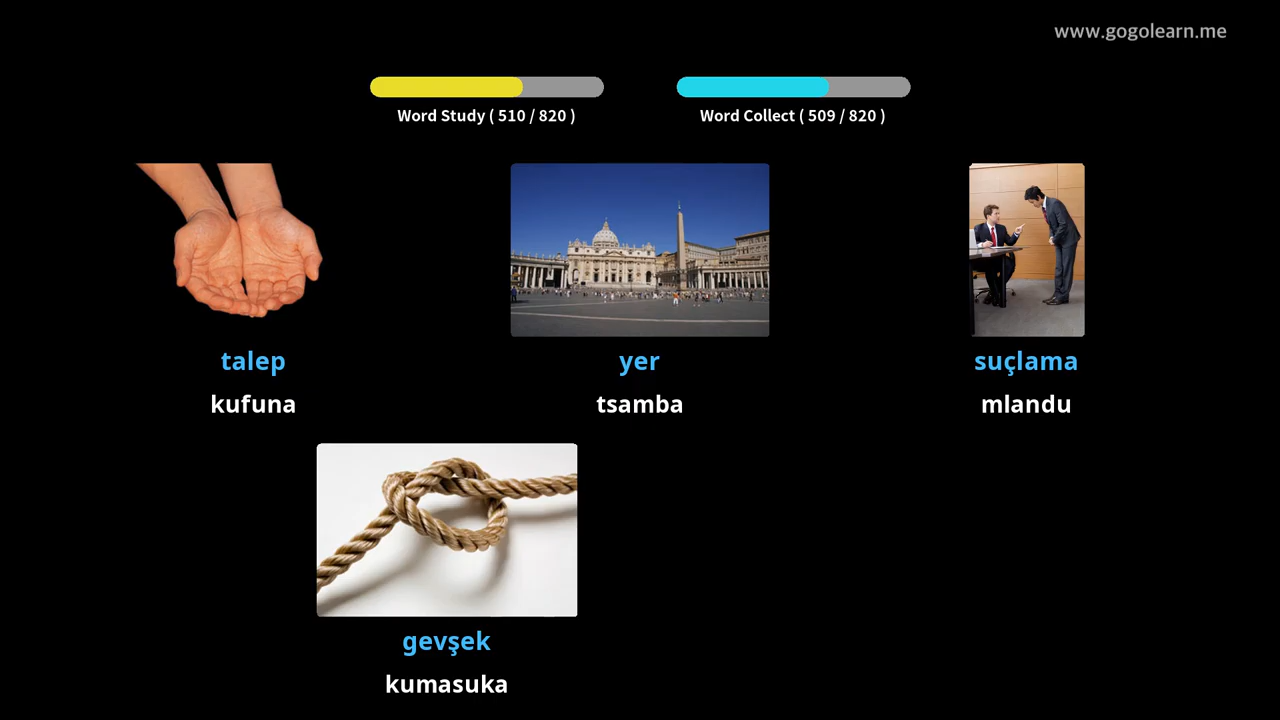 www.gogolearn.me
Word Study ( 510 / 820 )
Word Collect ( 509 / 820 )
talep
kufuna
yer
tsamba
suçlama
mlandu
gevşek
kumasuka